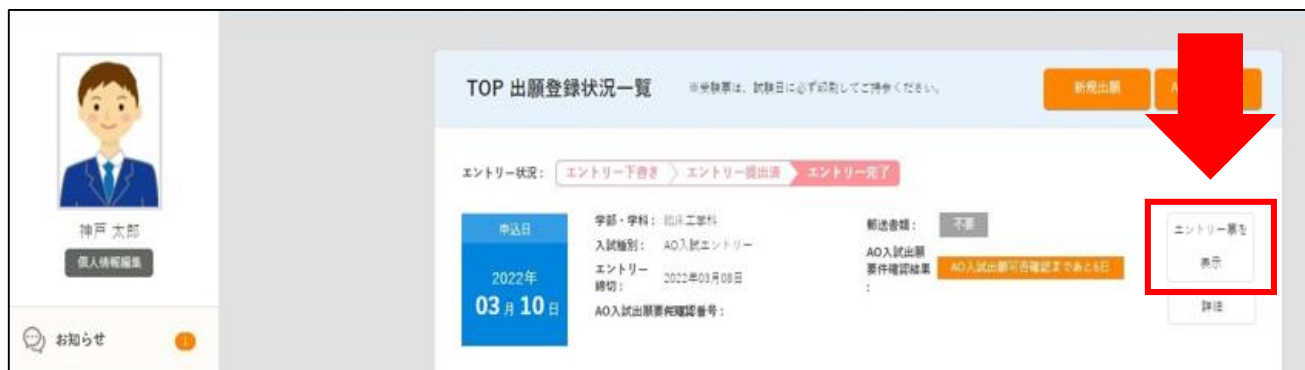 TOP 出願登録状況一覧
※受験票は、試験日に必ず印刷してご持参ください。
新規出願
A
エントリー状況：
エントリー下書き
エントリー提出済
エントリー完了
神戸 太郎
個人情報編集
お知らせ
1
申込日
2022年
03月10日
学部・学科： 臨床工学科
入試種別： AO入試エントリー
エントリー締切： 2022年03月08日
AO入試出願要件確認番号：
郵送書類： 不要
AO入試出願
要件確認結果
：
AO入試出願可否確認まであと6日
エントリー票を
表示
詳細